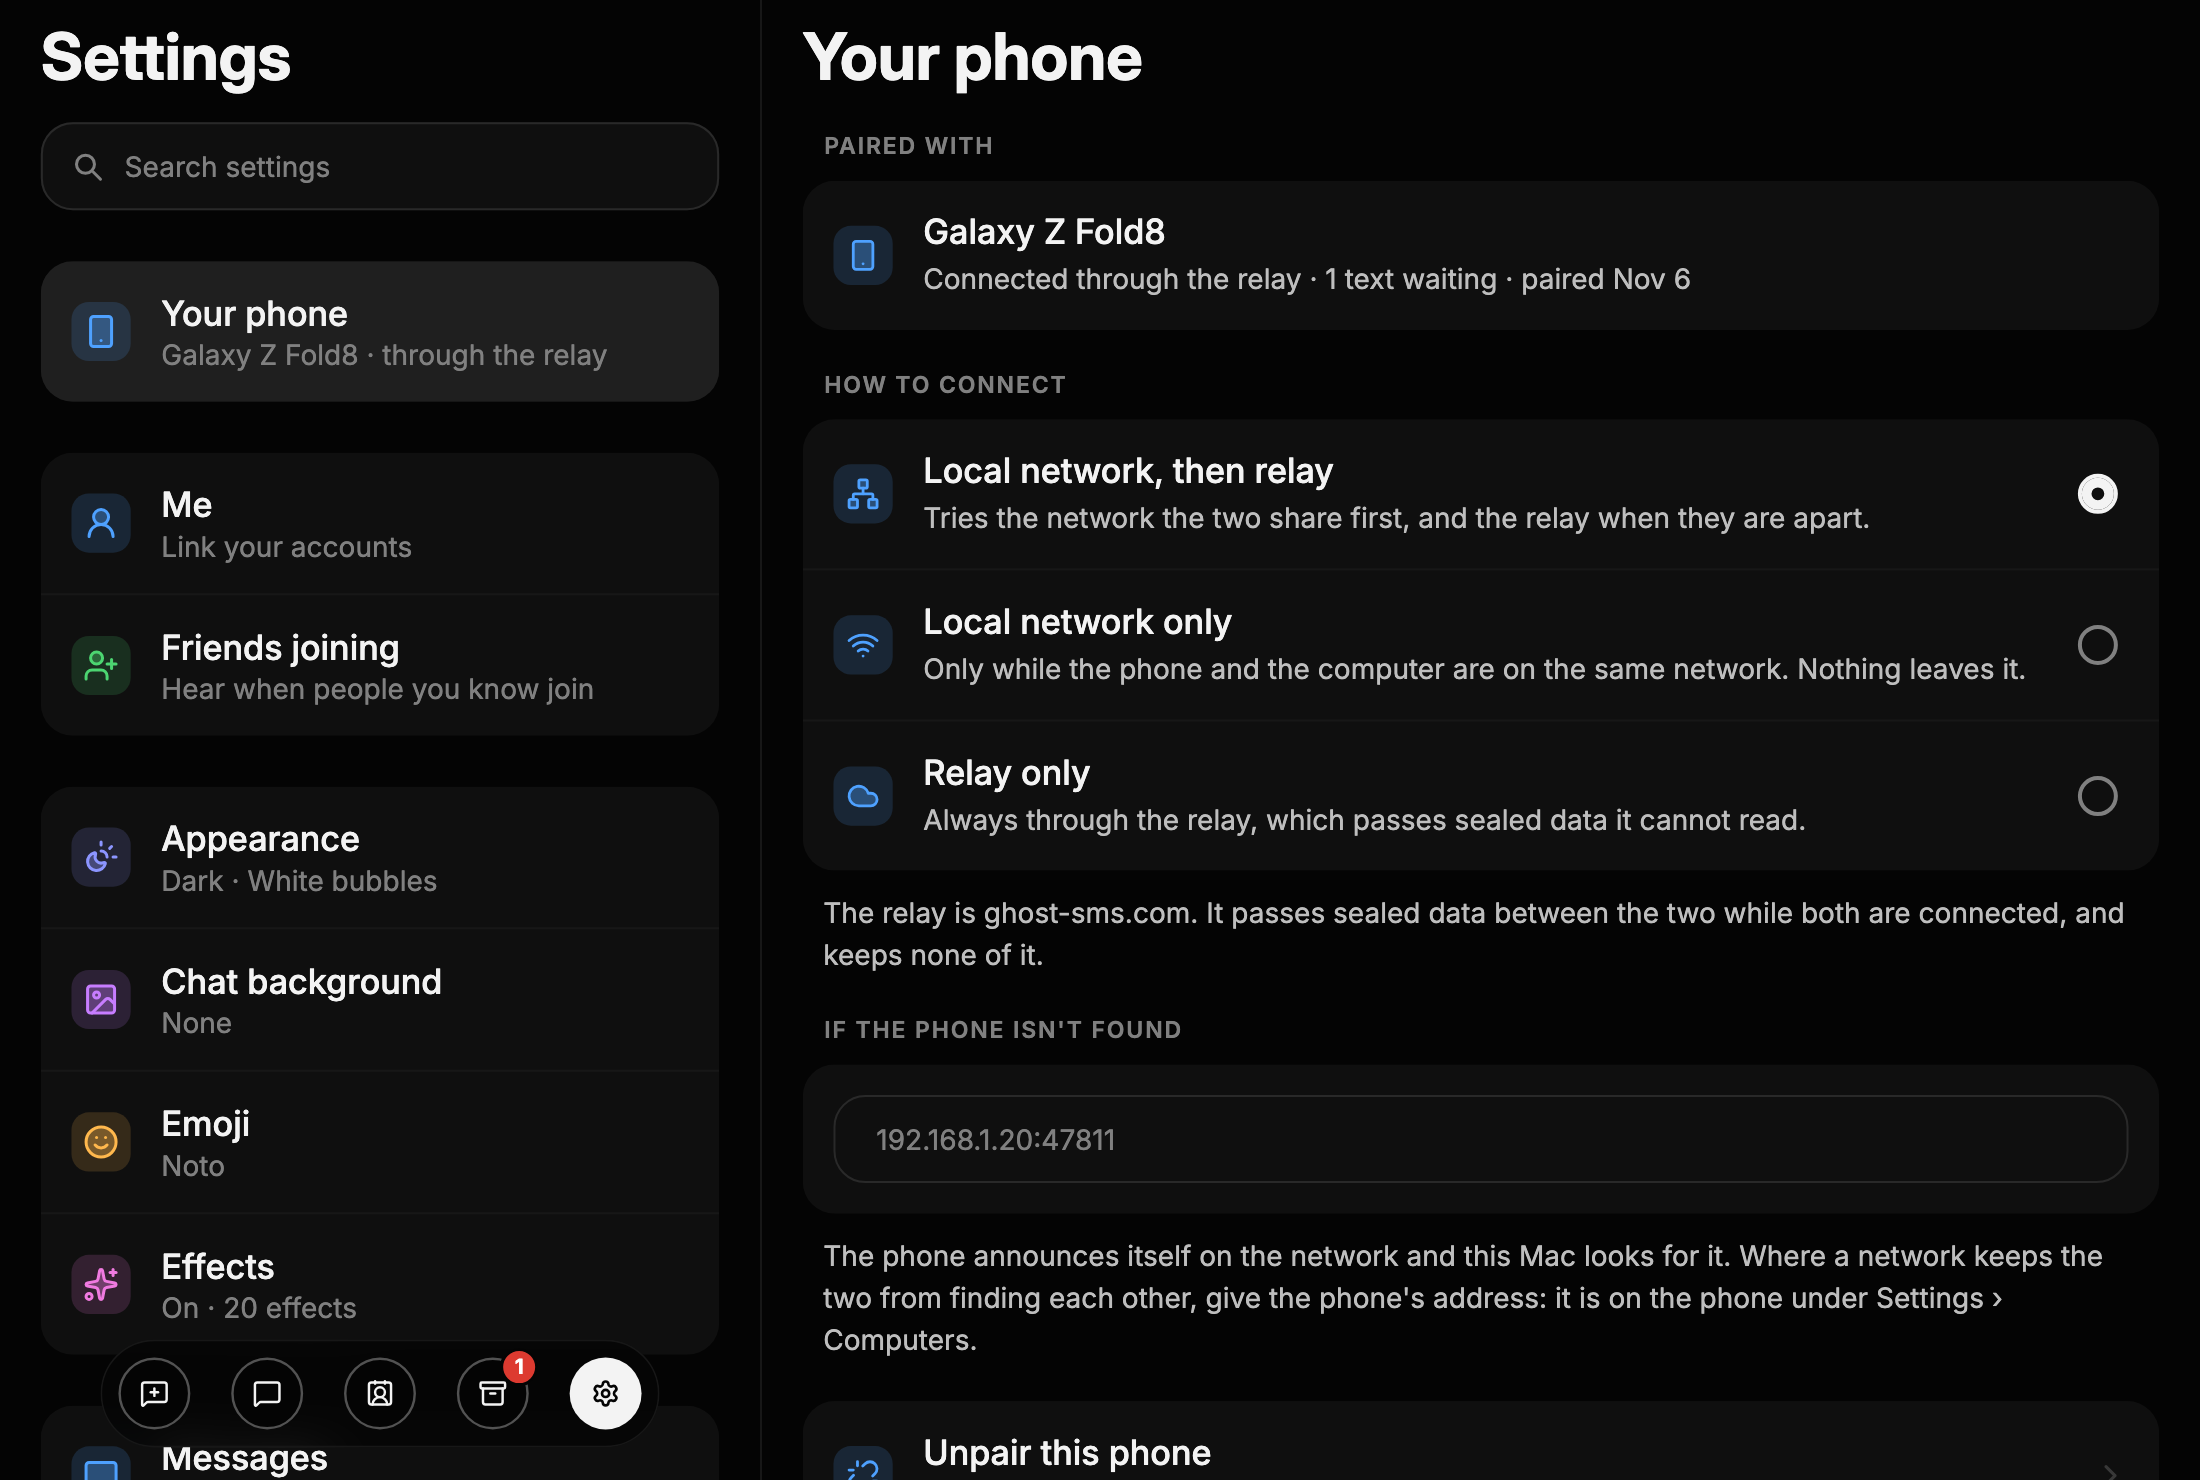 Settings
Search settings
Your phone
Galaxy Z Fold8 · through the relay
Me
Link your accounts
Friends joining
Hear when people you know join
Appearance
Dark · White bubbles
Chat background
None
Emoji
Noto
Effects
On · 20 effects
1
Messages
Your phone
PAIRED WITH
Galaxy Z Fold8
Connected through the relay · 1 text waiting · paired Nov 6
HOW TO CONNECT
Local network, then relay
Tries the network the two share first, and the relay when they are apart.
Local network only
Only while the phone and the computer are on the same network. Nothing leaves it.
Relay only
Always through the relay, which passes sealed data it cannot read.
The relay is ghost-sms.com. It passes sealed data between the two while both are connected, and
keeps none of it.
IF THE PHONE ISN'T FOUND
192.168.1.20:47811
The phone announces itself on the network and this Mac looks for it. Where a network keeps the
two from finding each other, give the phone's address: it is on the phone under Settings ›
Computers.
Unpair this phone